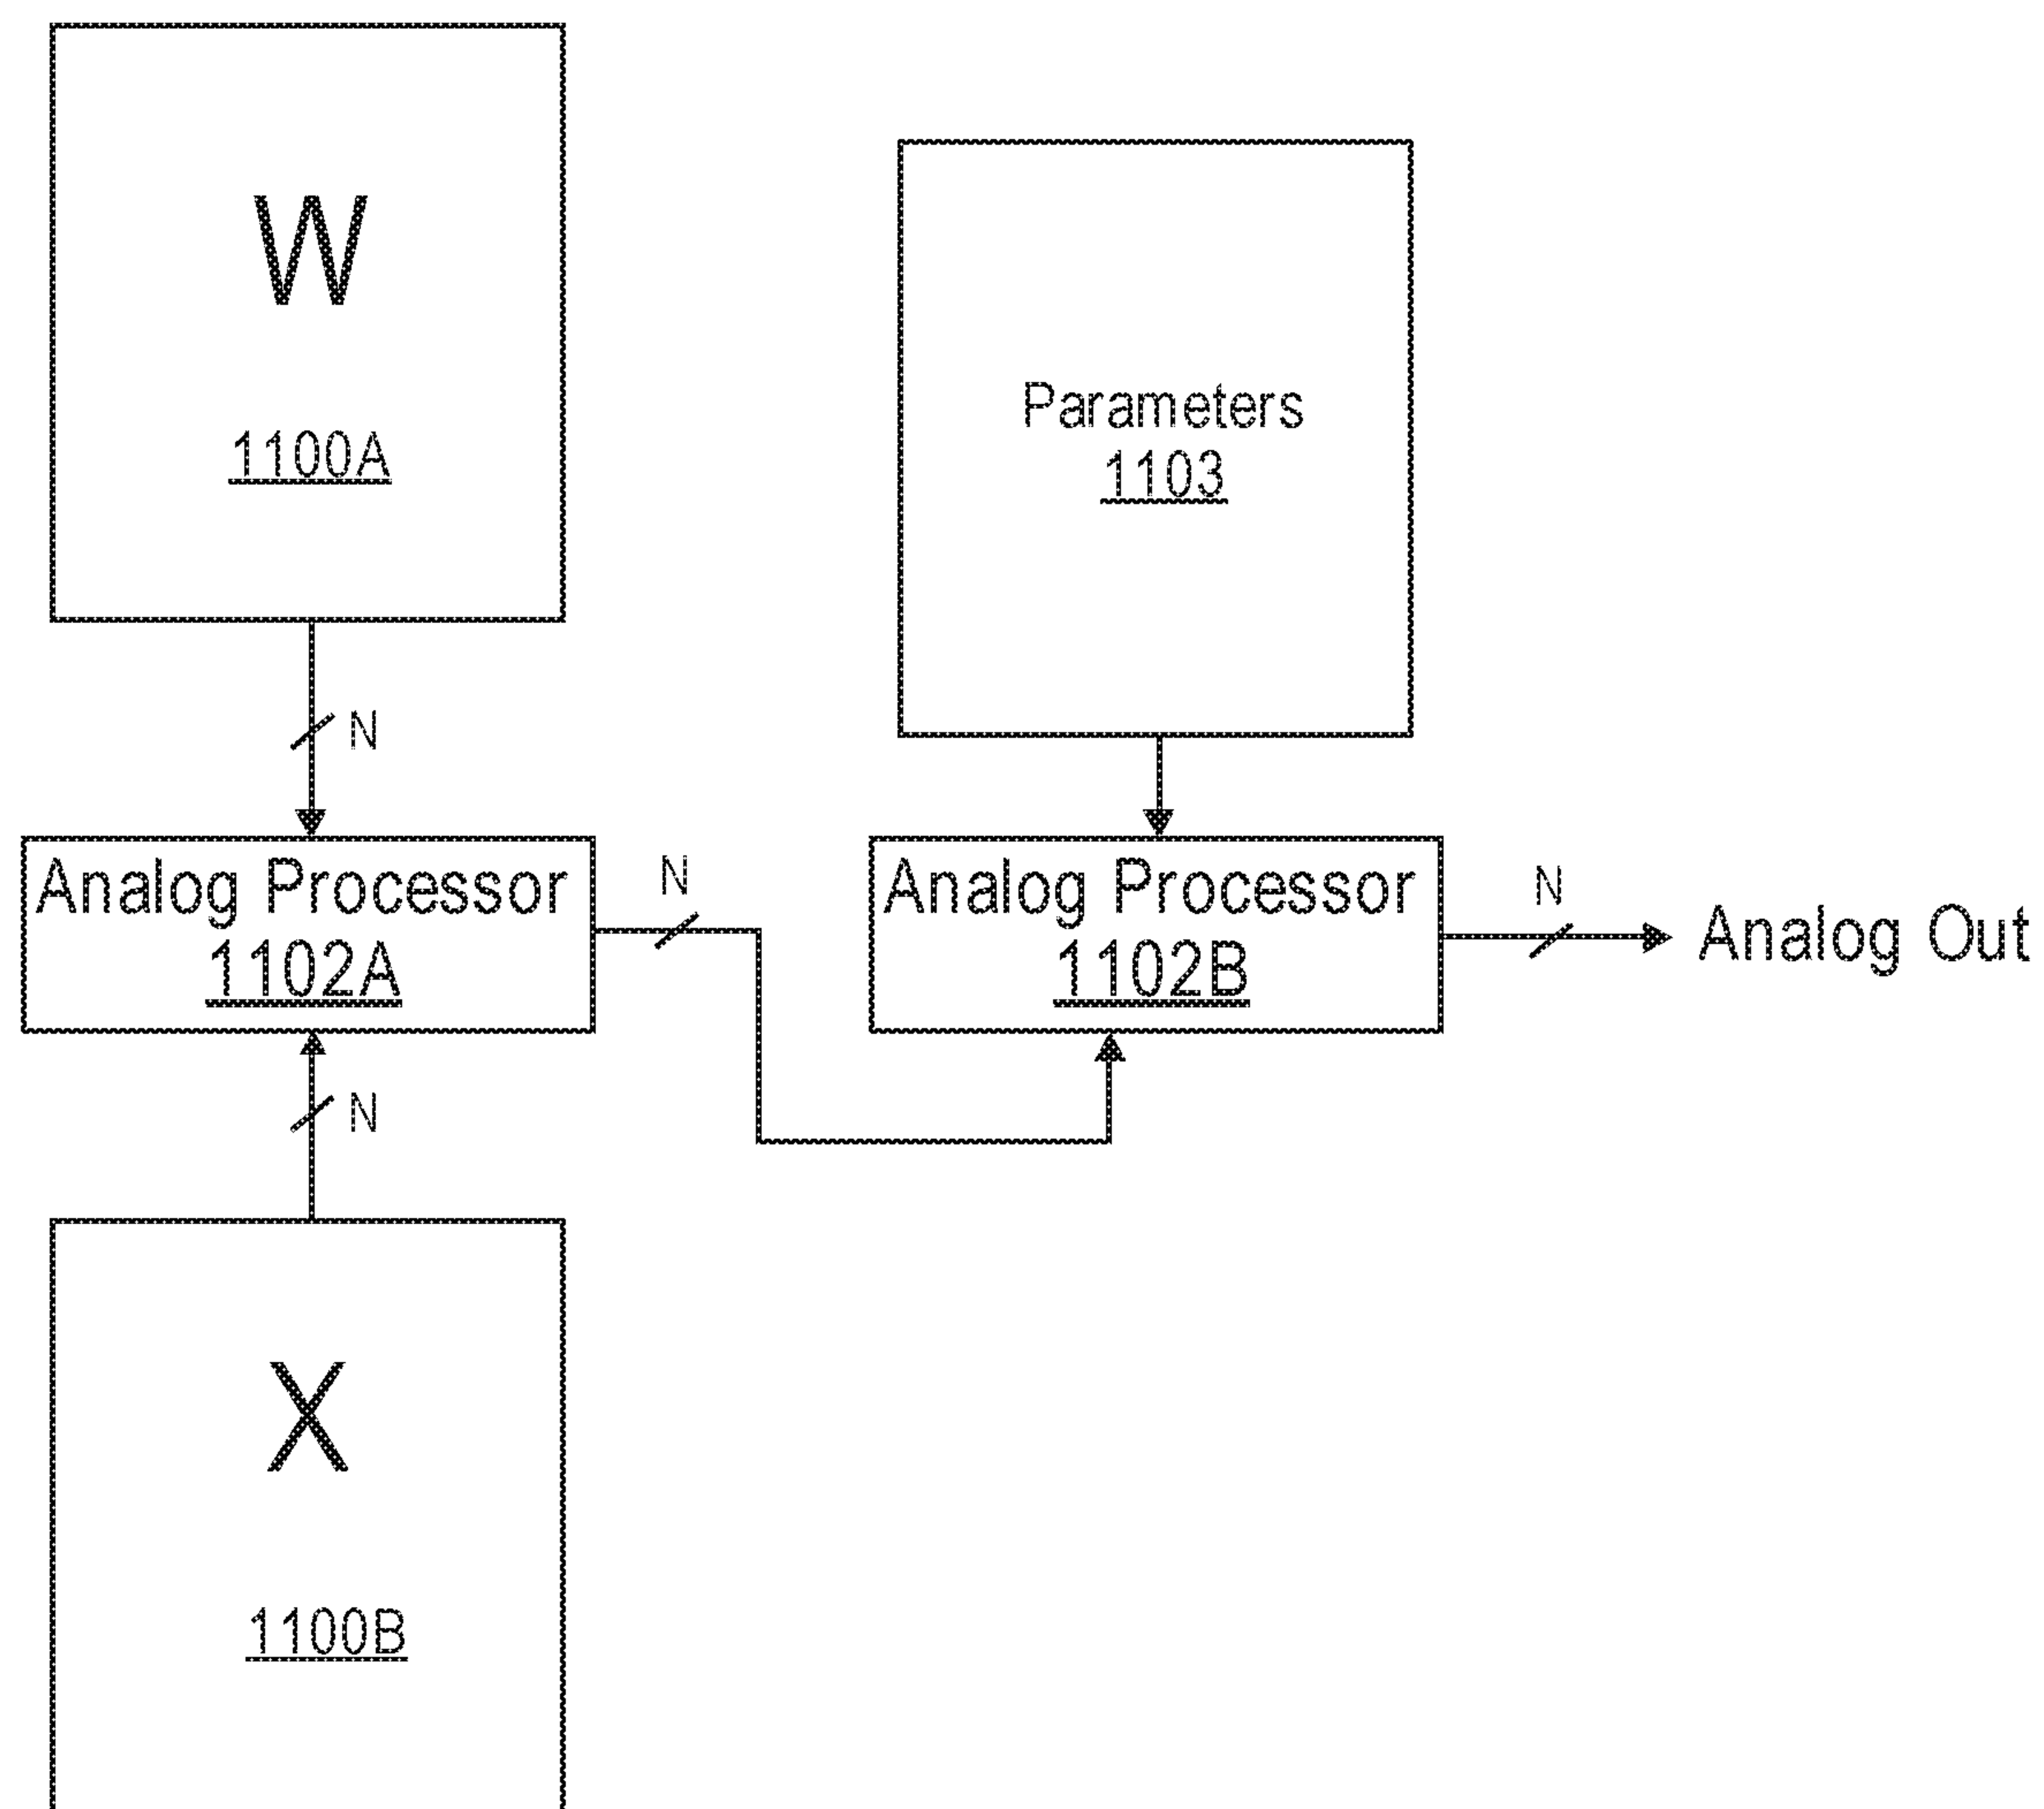 W
1100A
Parameters
1103
N
Analog Processor
1102A
N
Analog Processor
1102B
N
Analog Out
N
X
1100B